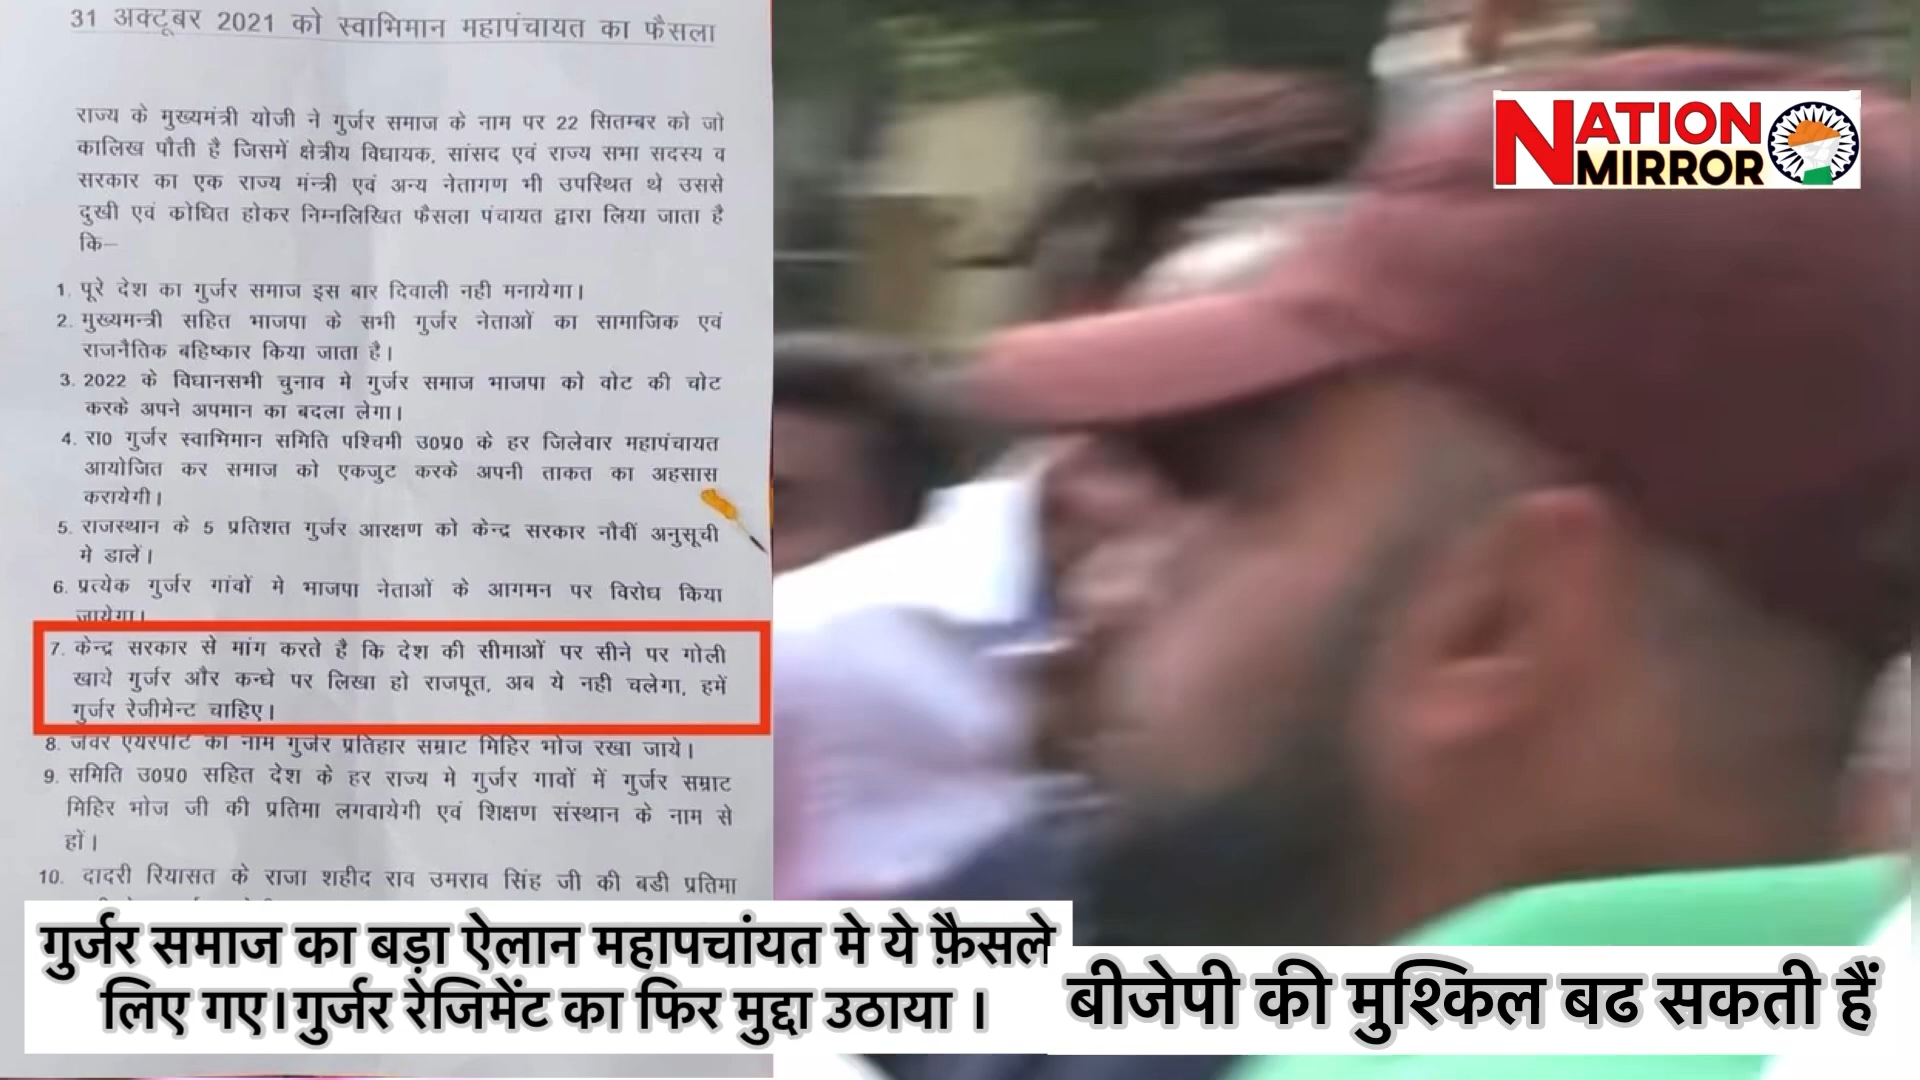 31 अक्टूबर 2021 को स्वाभिमान महापंचायत का फैसला
राज्य के मुख्यमंत्री योजी ने गुर्जर समाज के नाम पर 22 सितम्बर को जो
कालिख पौती है जिसमें क्षेत्रीय विधायक, सांसद एवं राज्य सभा सदस्य व
सरकार का एक राज्य मंन्त्री एवं अन्य नेतागण भी उपस्थित थे उससे
दुखी एवं कोधित होकर निम्नलिखित फैसला पंचायत द्वारा लिया जाता है
कि–
1. पूरे देश का गुर्जर समाज इस बार दिवाली नही मनायेगा।
2. मुख्यमन्त्री सहित भाजपा के सभी गुर्जर नेताओं का सामाजिक एवं
राजनैतिक बहिष्कार किया जाता है।
3. 2022 के विधानसभी चुनाव मे गुर्जर समाज भाजपा को वोट की चोट
करके अपने अपमान का बदला लेगा।
4. रा0 गुर्जर स्वाभिमान समिति पश्चिमी उ0प्र0 के हर जिलेवार महापंचायत
आयोजित कर समाज को एकजुट करके अपनी ताकत का अहसास
करायेगी।
5. राजस्थान के 5 प्रतिशत गुर्जर आरक्षण को केन्द्र सरकार नौवीं अनुसूची
मे डालें।
6. प्रत्येक गुर्जर गांवों मे भाजपा नेताओं के आगमन पर विरोध किया
जायेगा।
7. केन्द्र सरकार से मांग करते है कि देश की सीमाओं पर सीने पर गोली
खाये गुर्जर और कन्धे पर लिखा हो राजपूत, अब ये नही चलेगा, हमें
गुर्जर रेजीमेन्ट चाहिए।
8. जेवर एयरपोर्ट का नाम गुर्जर प्रतिहार सम्राट मिहिर भोज रखा जाये।
9. समिति उ0प्र0 सहित देश के हर राज्य मे गुर्जर गावों में गुर्जर सम्राट
मिहिर भोज जी की प्रतिमा लगवायेगी एवं शिक्षण संस्थान के नाम से
हों।
10. दादरी रियासत के राजा शहीद राव उमराव सिंह जी की बडी प्रतिमा
NATION
MIRROR
गुर्जर समाज का बड़ा ऐलान महापचांयत मे ये फ़ैसले
लिए गए।गुर्जर रेजिमेंट का फिर मुद्दा उठाया ।
बीजेपी की मुश्किल बढ सकती हैं